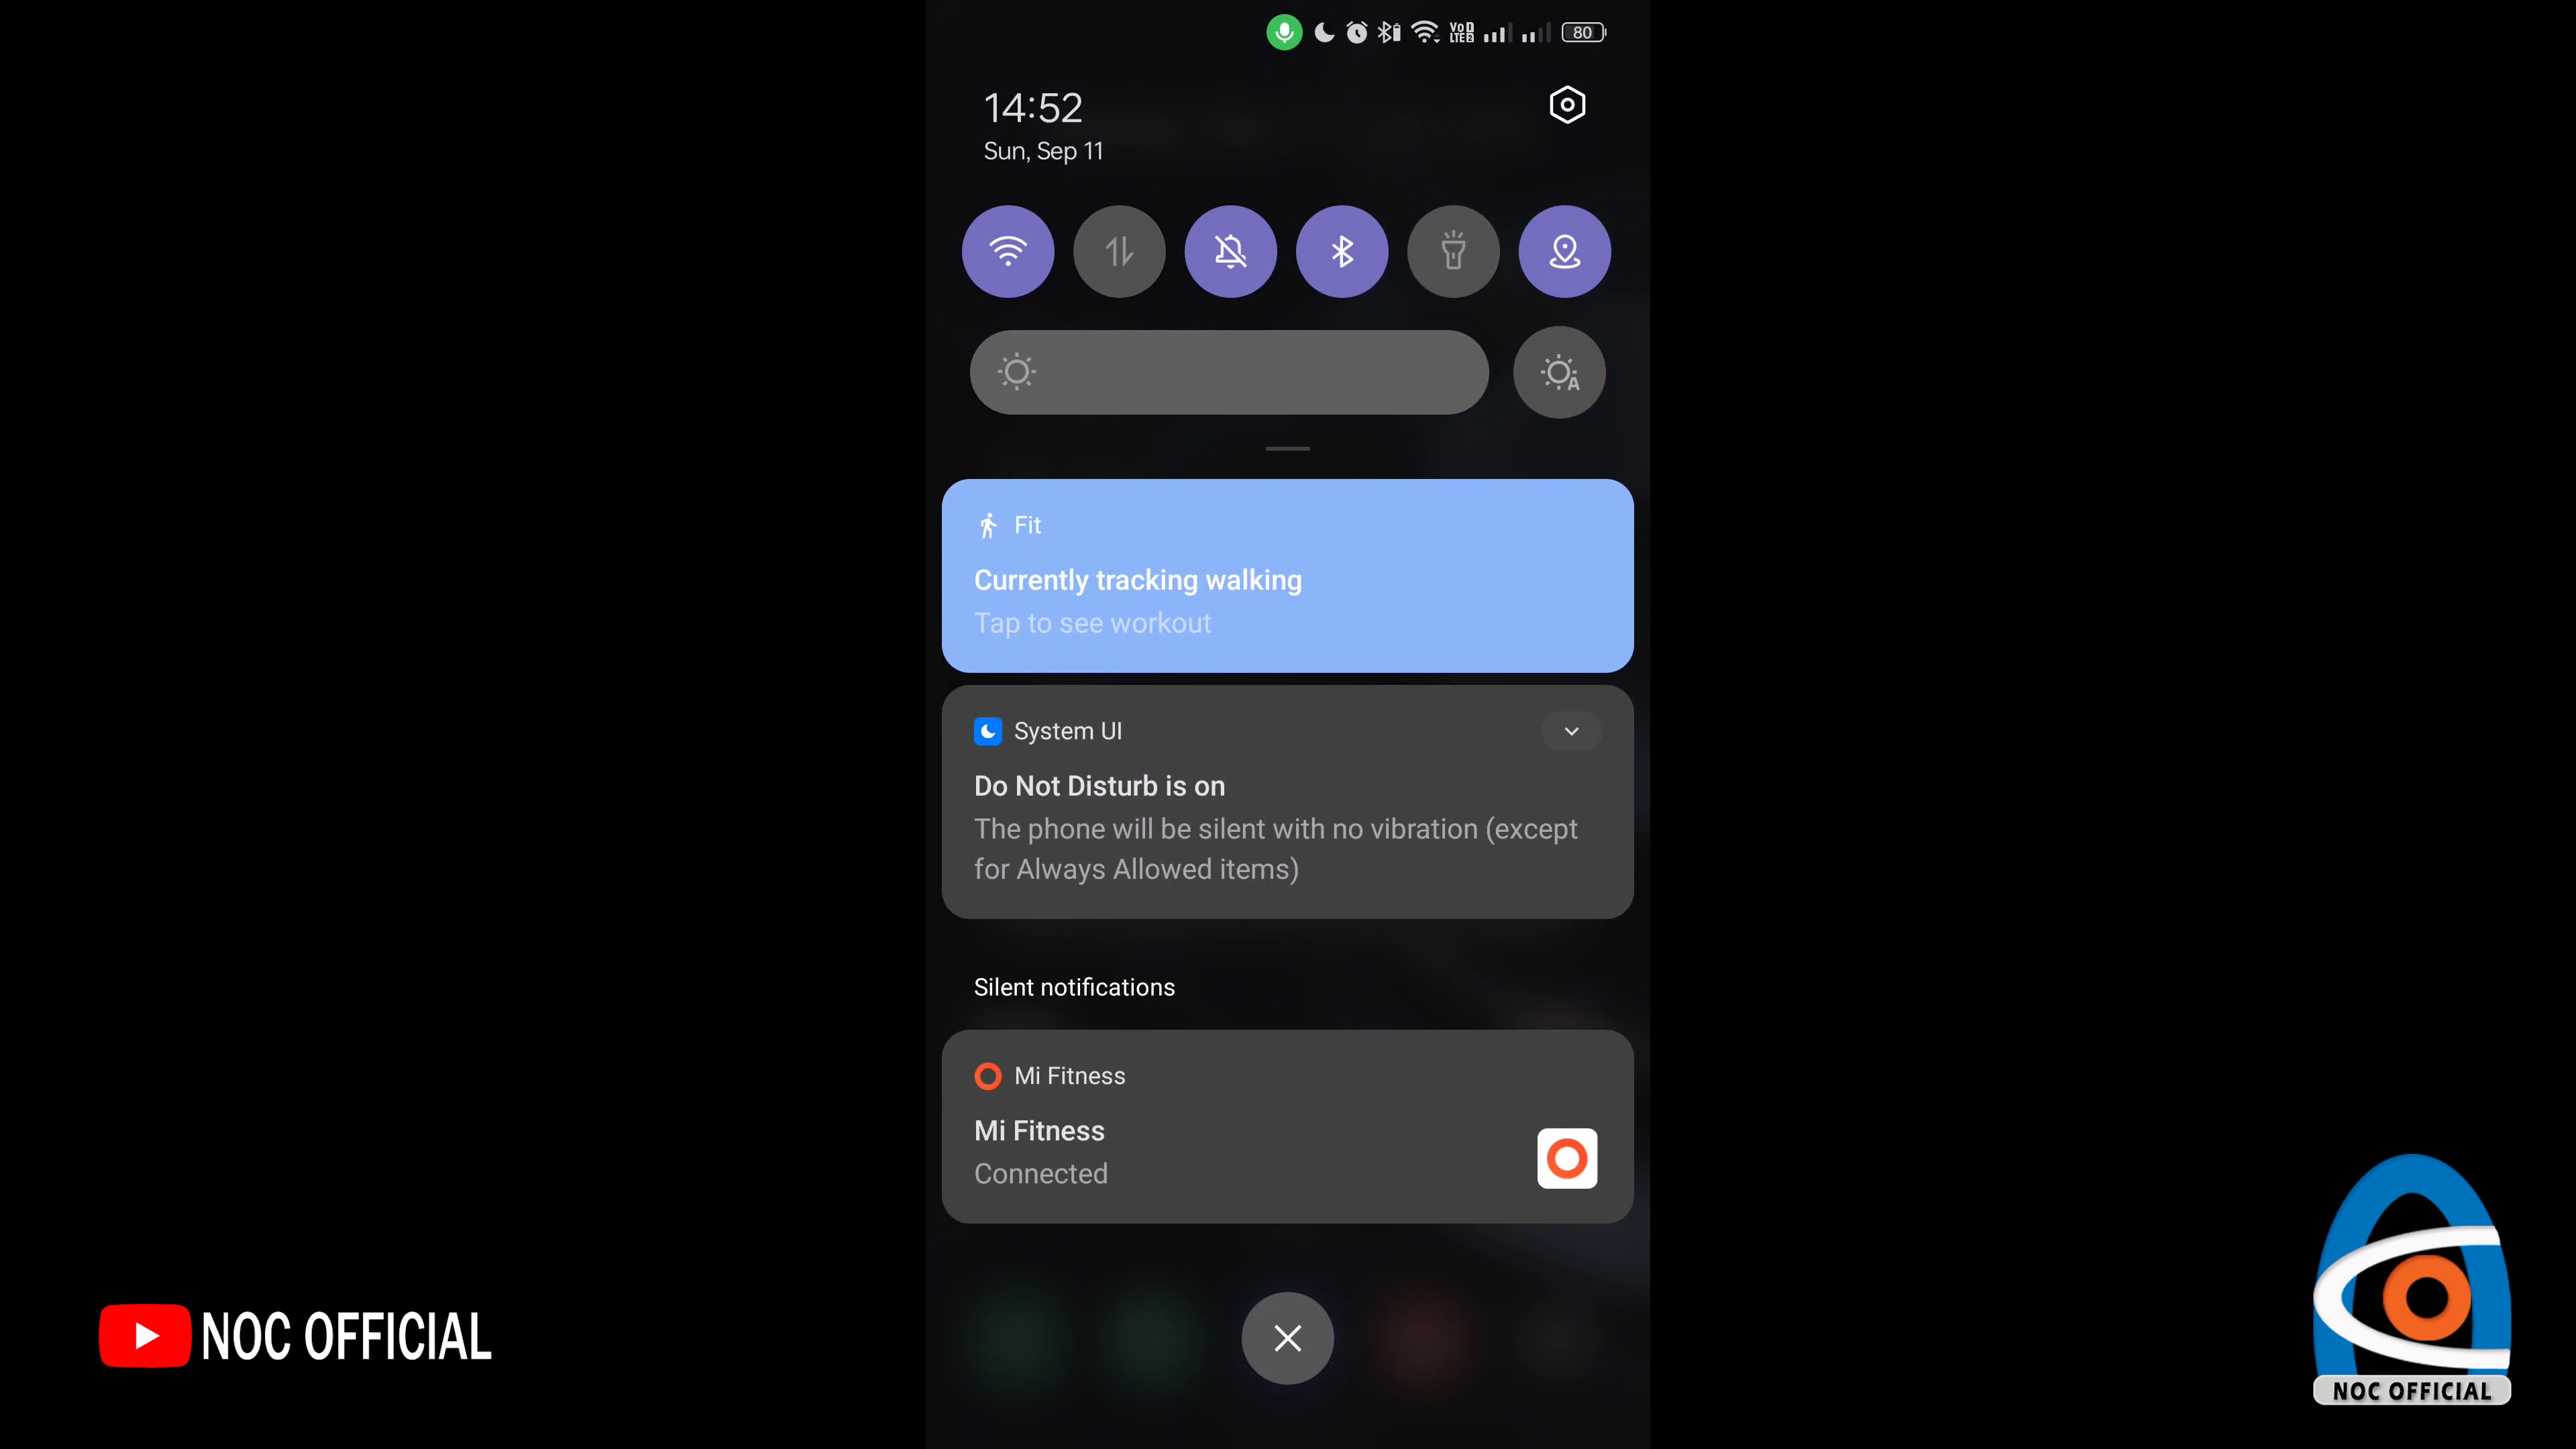 Vo
LTE2
80
14:52
Sun, Sep 11
A
Fit
Currently tracking walking
Tap to see workout
System UI
Do Not Disturb is on
The phone will be silent with no vibration (except
for Always Allowed items)
Silent notifications
Mi Fitness
Mi Fitness
Connected
NOC OFFICIAL
NOC OFFICIAL